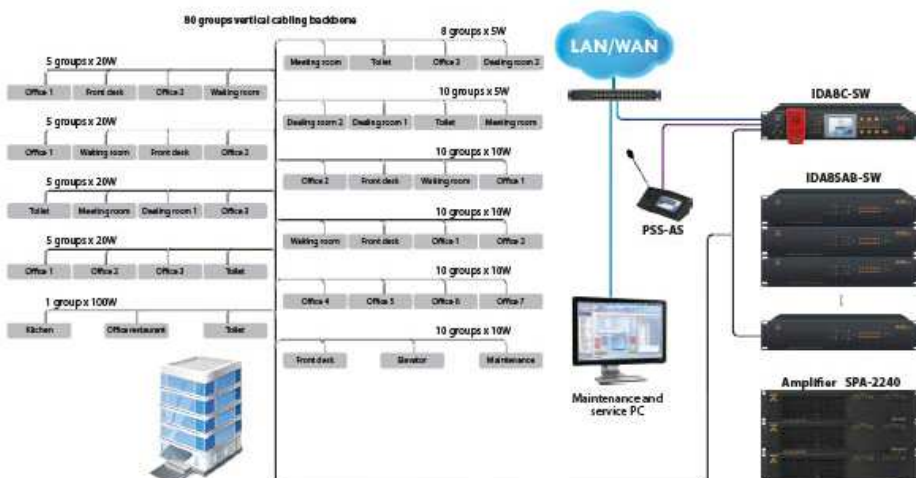 80 groups vertical cabling backbone
5 groups x 20W
Office 1 Front desk Office 2 Waiting room
5 groups x 20W
Office 1 Waiting room Front desk Office 2
5 groups x 20W
Toilet Meeting room Dealing room 1 Office 3
5 groups x 20W
Office 1 Office 2 Office 3 Toilet
1 group x 100W
Kitchen Office restaurant Toilet
8 groups x 5W
Meeting room Toilet Office 3 Dealing room 2
10 groups x 5W
Dealing room 2 Dealing room 1 Toilet Meeting room
10 groups x 10W
Office 2 Front desk Waiting room Office 1
10 groups x 10W
Waiting room Front desk Office 1 Office 3
10 groups x 10W
Office 4 Office 5 Office 6 Office 7
10 groups x 10W
Front desk Elevator Maintenance
LAN/WAN
PSS-AS
Maintenance and
service PC
IDA8C-SW
IDA8SAB-SW
Amplifier SPA-2240